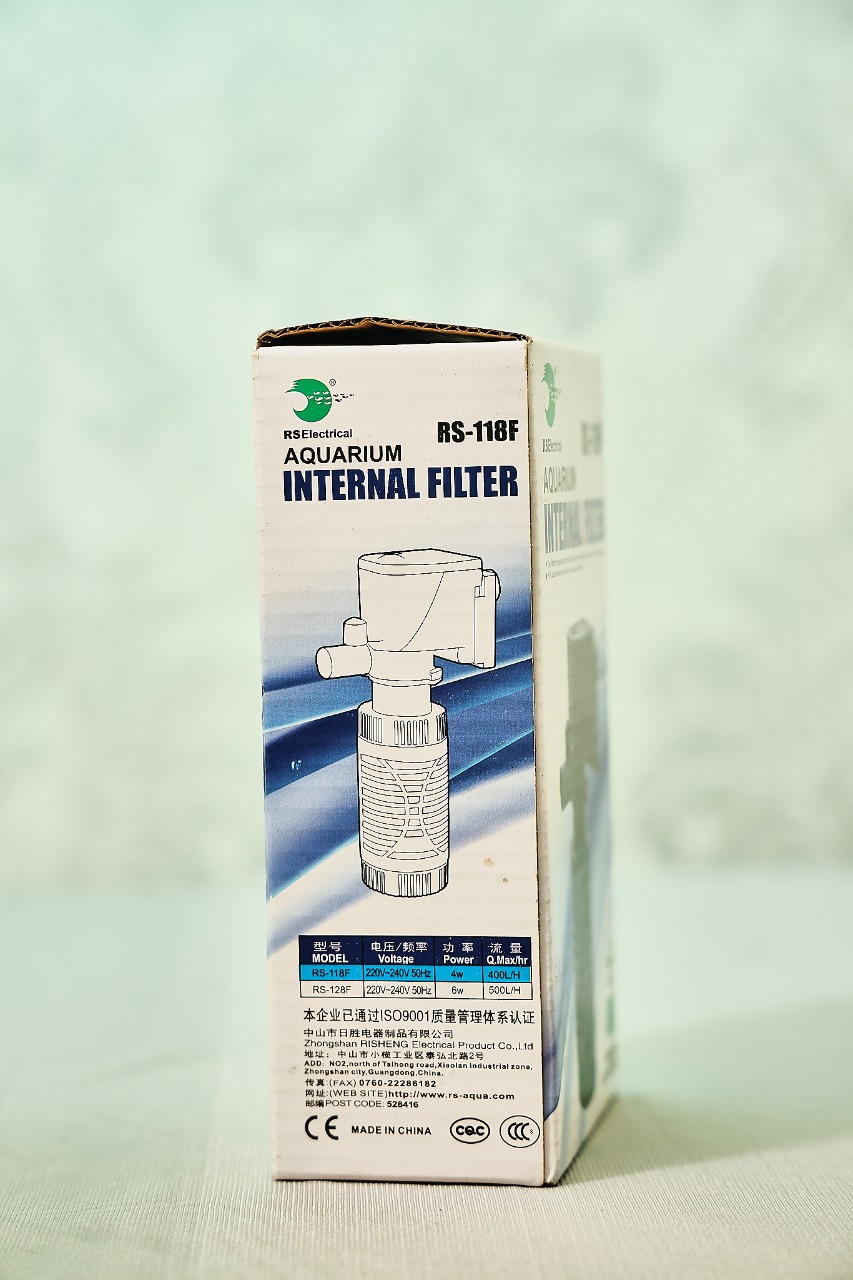 ®
RSElectrical
RS-118F
AQUARIUM
INTERNAL FILTER
型号 电压/频率 功率 流量
MODEL Voltage Power Q.Max/hr
RS-118F 220V~240V 50Hz 4w 400L/H
RS-128F 220V~240V 50Hz 6w 500L/H
本企业已通过ISO9001质量管理体系认证
中山市日胜电器制品有限公司
Zhongshan RISHENG Electrical Product Co.,Ltd
地址: 中山市小榄工业区泰弘北路2号
ADD: NO2,north of Taihong road,Xiaolan Industrial zone,
Zhongshan city,Guangdong,China.
传真:(FAX) 0760-22286182
网址:(WEB SITE)http://www.rs-aqua.com
邮编POST CODE: 528416
CE MADE IN CHINA CQC CCC S
RSElectrical
AQUARIUM
INTERNAL FILTER